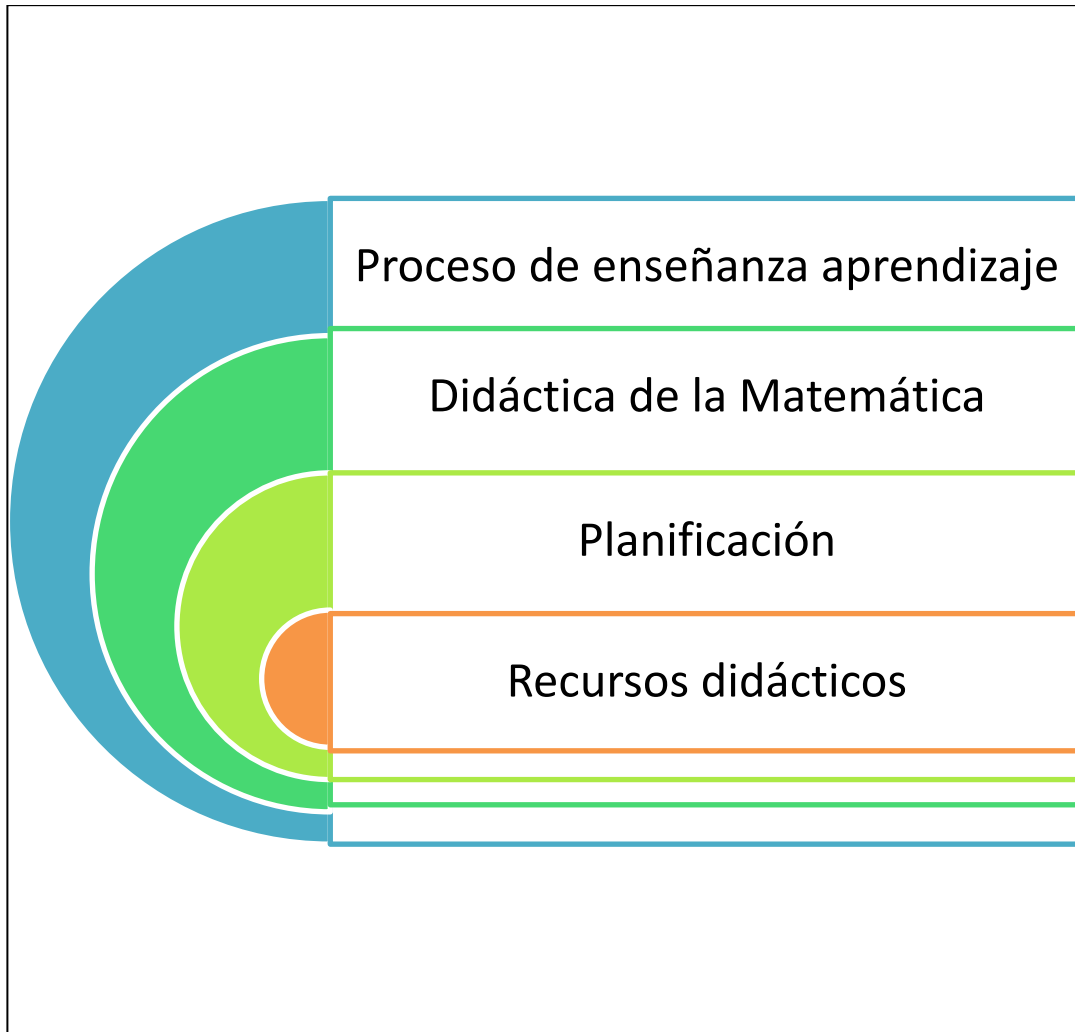 Proceso de enseñanza aprendizaje
Didáctica de la Matemática
Planificación
Recursos didácticos